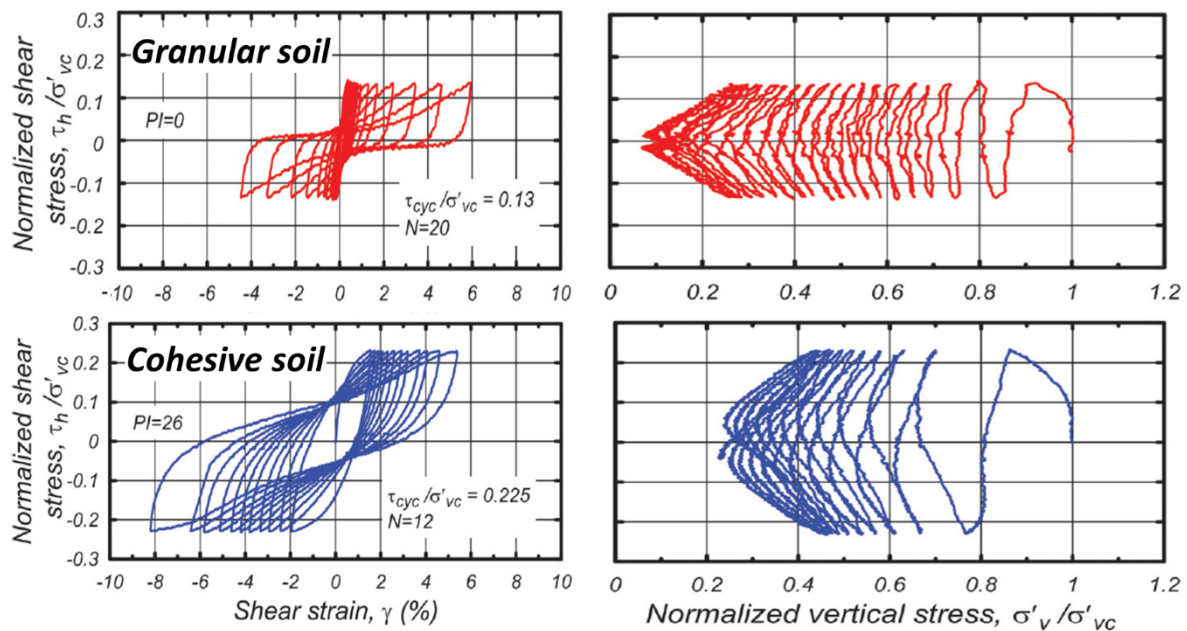 Normalized shear
stress, τh/σ'vc
0.3
0.2
0.1
0
-0.1
-0.2
-0.3
Granular soil
PI=0
τcyc/σ'vc = 0.13
N=20
-10 -8 -6 -4 -2 0 2 4 6 8 10
0 0.2 0.4 0.6 0.8 1 1.2
Normalized shear
stress, τh/σ'vc
0.3
0.2
0.1
0
-0.1
-0.2
-0.3
Cohesive soil
PI=26
τcyc/σ'vc = 0.225
N=12
-10 -8 -6 -4 -2 0 2 4 6 8 10
Shear strain, γ (%)
0 0.2 0.4 0.6 0.8 1 1.2
Normalized vertical stress, σ'v/σ'vc